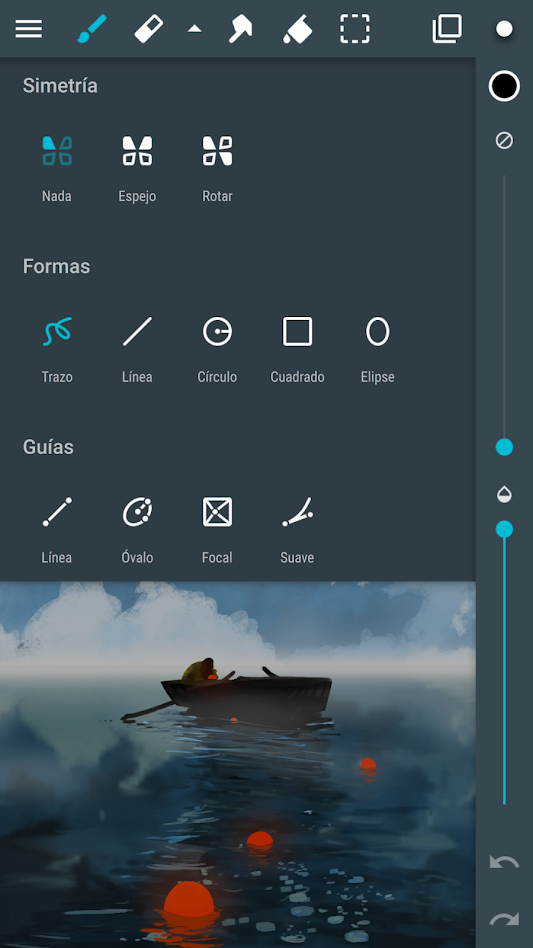 Simetría
Nada Espejo Rotar
Formas
Trazo Línea Círculo Cuadrado Elipse
Guías
Línea Óvalo Focal Suave